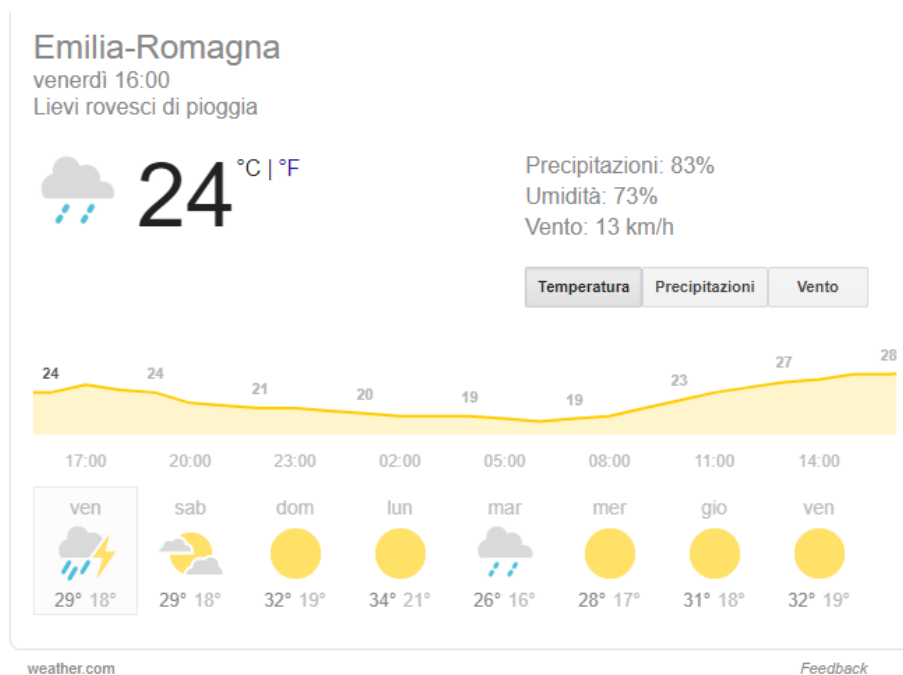 Emilia-Romagna
venerdì 16:00
Lievi rovesci di pioggia
24 °C | °F
Precipitazioni: 83%
Umidità: 73%
Vento: 13 km/h
Temperatura Precipitazioni Vento
24 24 21 20 19 19 23 27 28
17:00 20:00 23:00 02:00 05:00 08:00 11:00 14:00
ven sab dom lun mar mer gio ven
29° 18° 29° 18° 32° 19° 34° 21° 26° 16° 28° 17° 31° 18° 32° 19°
weather.com Feedback